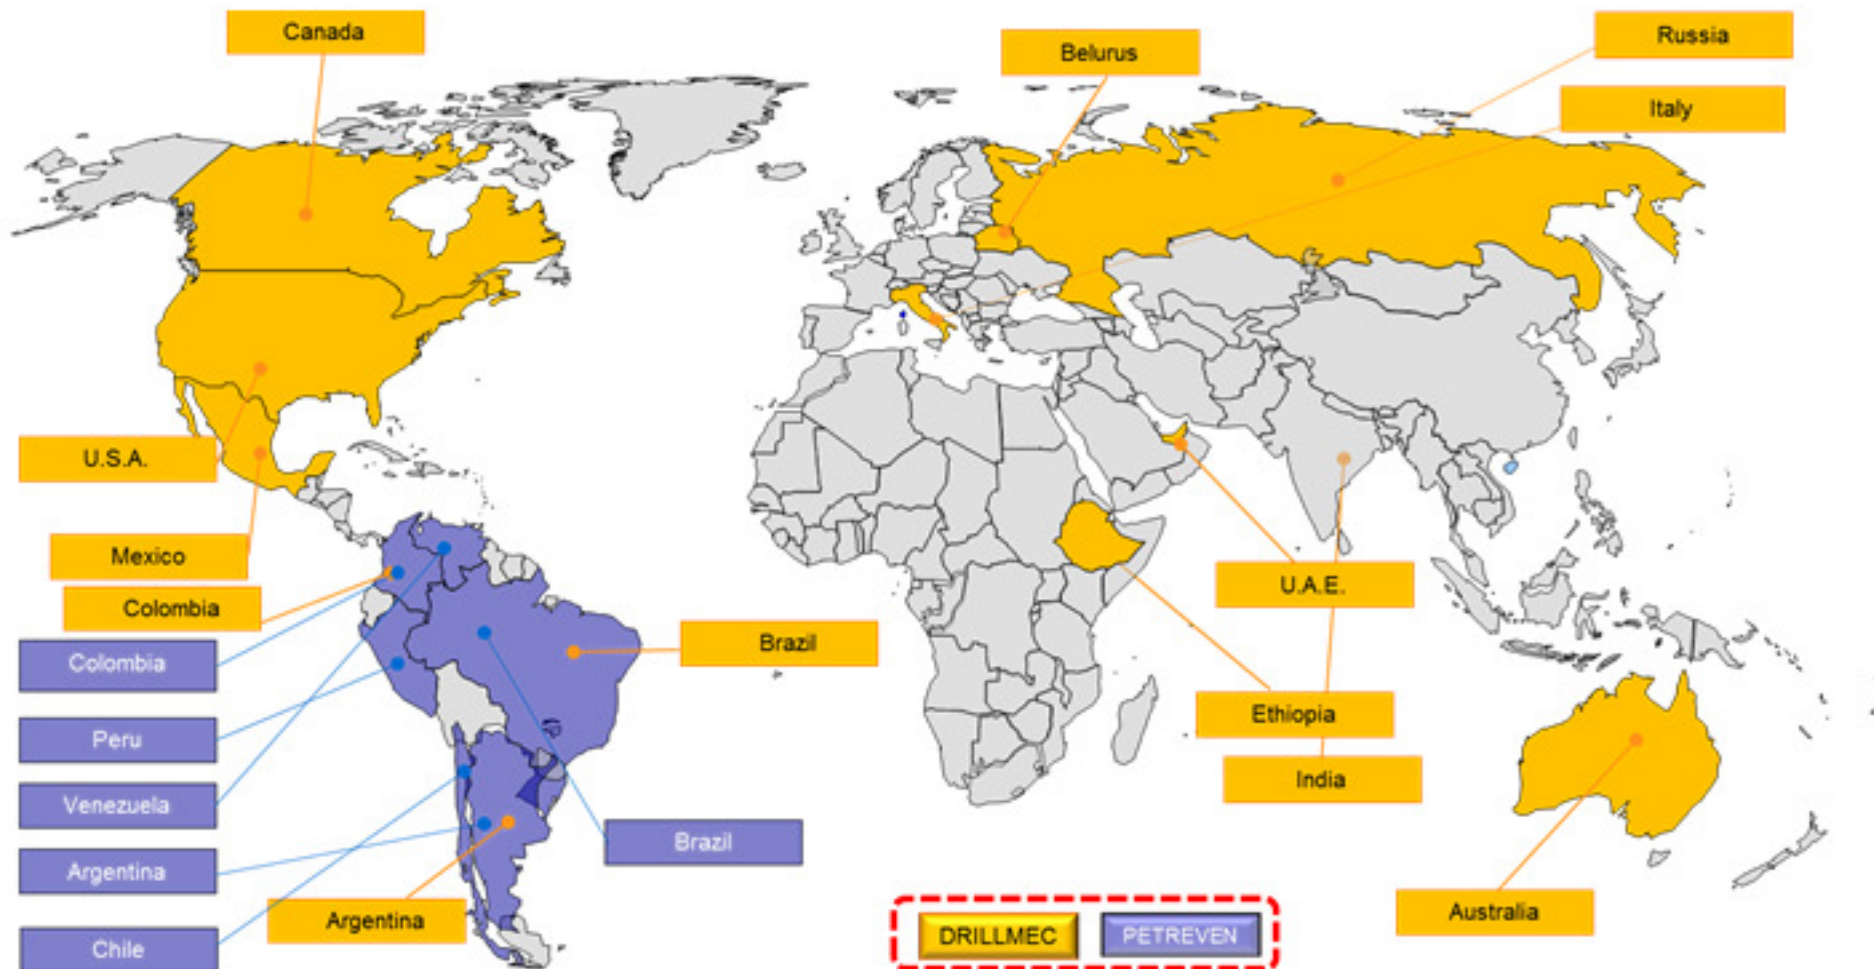 Canada
Russia
Belurus
Italy
U.S.A.
Mexico
Colombia
U.A.E.
Brazil
Colombia
Ethiopia
Peru
India
Venezuela
Brazil
Argentina
Argentina
Australia
Chile
DRILLMEC
PETREVEN